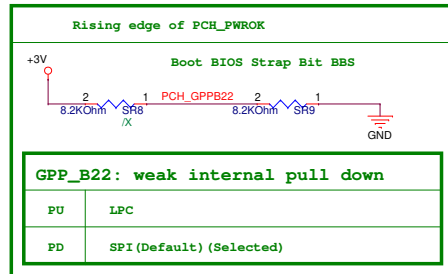 Rising edge of PCH_PWROK
Boot BIOS Strap Bit BBS
+3V
2 1 PCH_GPPB22 2 1
8.2KOhm SR8 8.2KOhm SR9
/X
GND
GPP_B22: weak internal pull down
PU LPC
PD SPI(Default)(Selected)